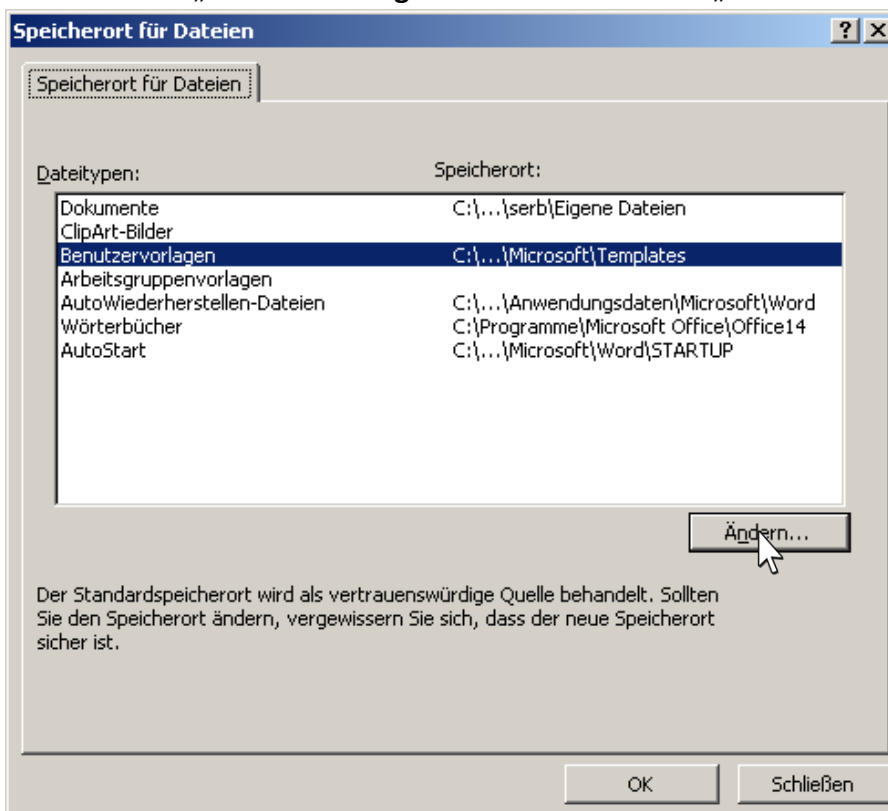 Speicherort für Dateien
Speicherort für Dateien
Dateitypen: Speicherort:
Dokumente C:\...\serb\Eigene Dateien
ClipArt-Bilder
Benutzervorlagen C:\...\Microsoft\Templates
Arbeitsgruppenvorlagen
AutoWiederherstellen-Dateien C:\...\Anwendungsdaten\Microsoft\Word
Wörterbücher C:\Programme\Microsoft Office\Office14
AutoStart C:\...\Microsoft\Word\STARTUP
Ändern...
Der Standardspeicherort wird als vertrauenswürdige Quelle behandelt. Sollten
Sie den Speicherort ändern, vergewissern Sie sich, dass der neue Speicherort
sicher ist.
OK Schließen